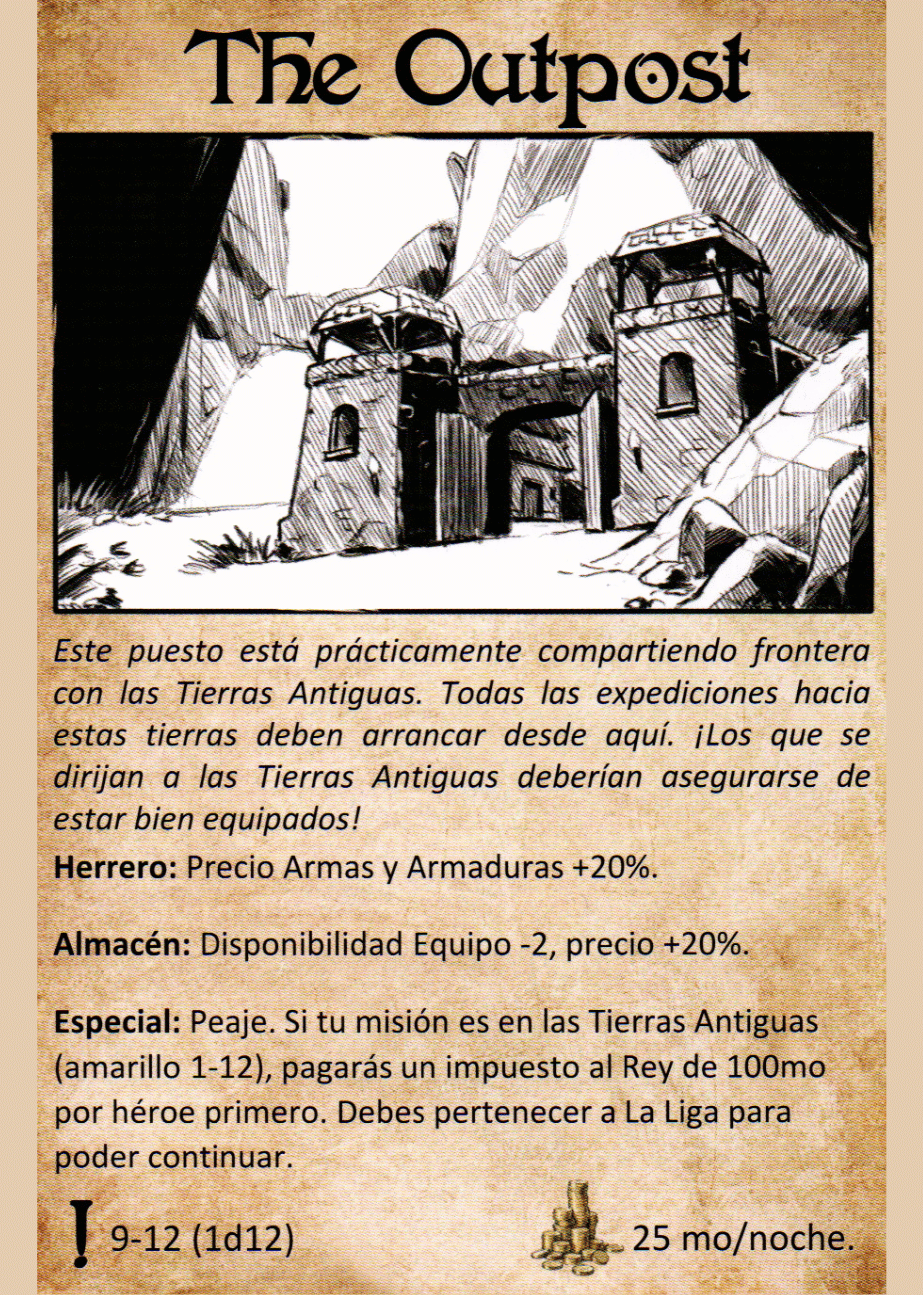 The Outpost
Este puesto está prácticamente compartiendo frontera
con las Tierras Antiguas. Todas las expediciones hacia
estas tierras deben arrancar desde aquí. ¡Los que se
dirijan a las Tierras Antiguas deberían asegurarse de
estar bien equipados!
Herrero: Precio Armas y Armaduras +20%.
Almacén: Disponibilidad Equipo -2, precio +20%.
Especial: Peaje. Si tu misión es en las Tierras Antiguas
(amarillo 1-12), pagarás un impuesto al Rey de 100mo
por héroe primero. Debes pertenecer a La Liga para
poder continuar.
! 9-12 (1d12) 25 mo/noche.